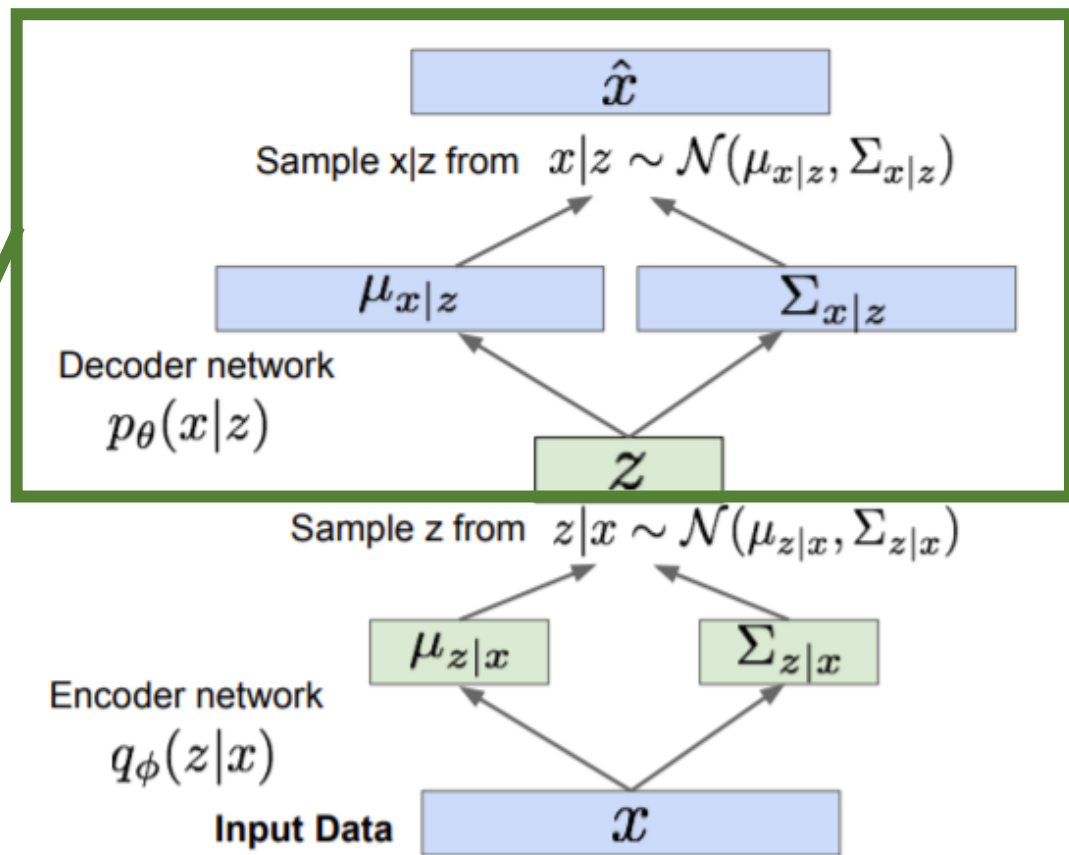 x̂
Sample x|z from x|z ∼ 𝒩(μ_{x|z}, Σ_{x|z})
μ_{x|z} Σ_{x|z}
Decoder network
p_θ(x|z)
z
Sample z from z|x ∼ 𝒩(μ_{z|x}, Σ_{z|x})
μ_{z|x} Σ_{z|x}
Encoder network
q_ϕ(z|x)
Input Data x